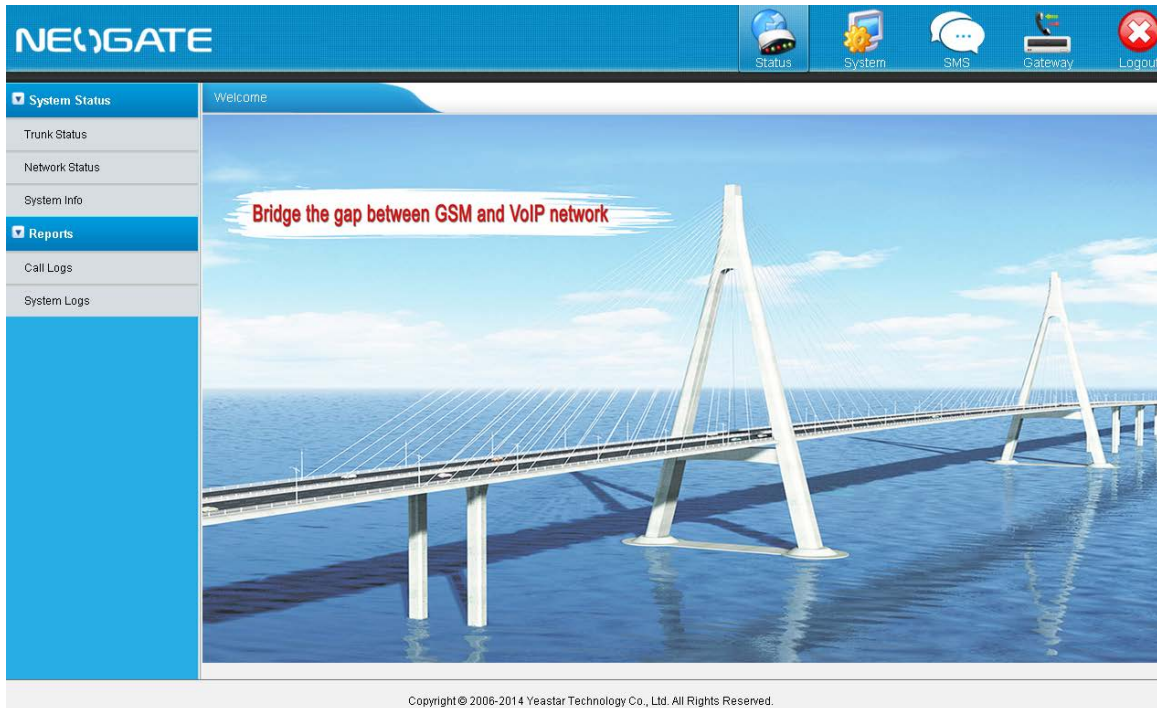 NEOGATE
Status
System
SMS
Gateway
Logout
System Status
Trunk Status
Network Status
System Info
Reports
Call Logs
System Logs
Welcome
Bridge the gap between GSM and VoIP network
Copyright © 2006-2014 Yeastar Technology Co., Ltd. All Rights Reserved.